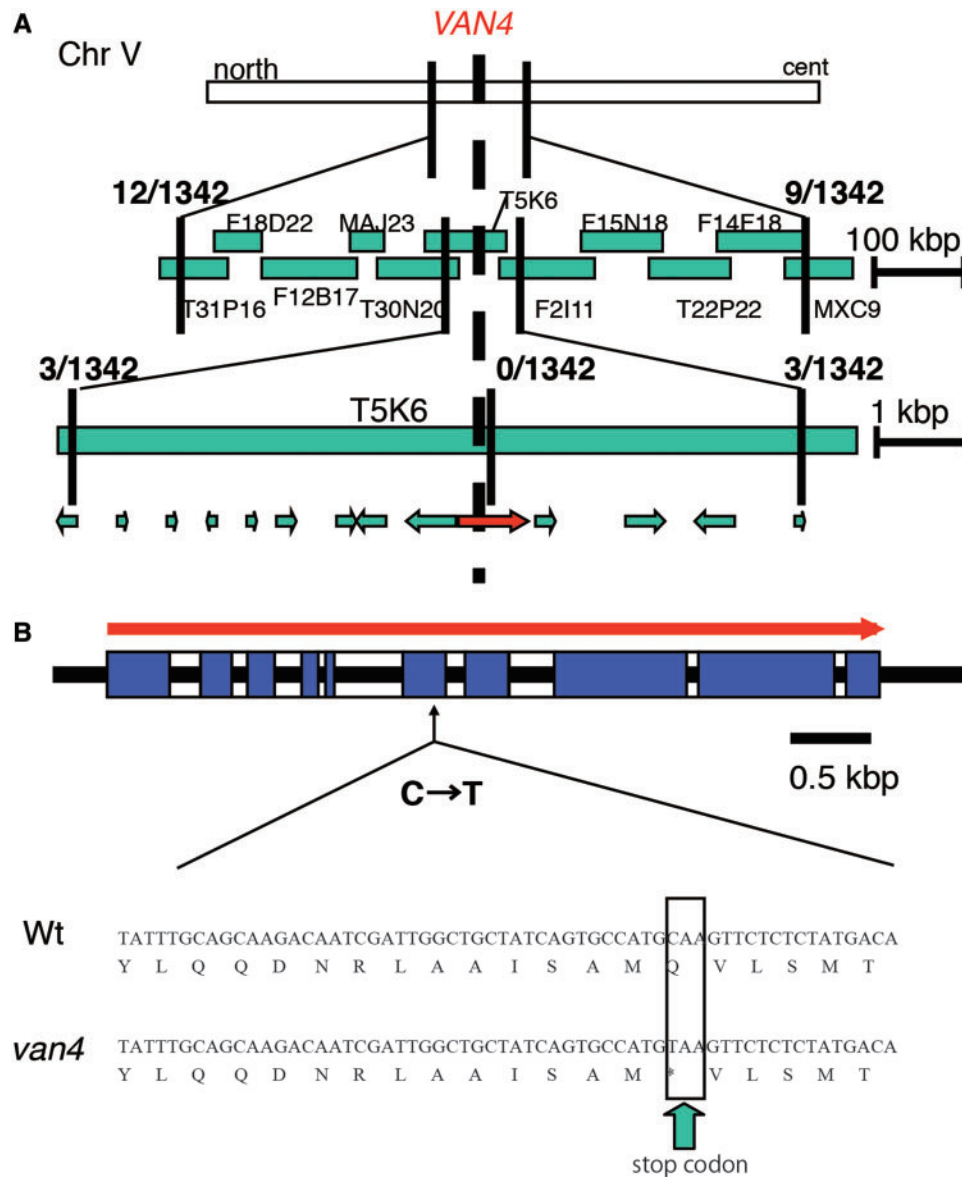 A
VAN4
Chr V
north
cent
12/1342
9/1342
T5K6
F18D22
MAJ23
F15N18
F14F18
100 kbp
T31P16
F12B17
T30N20
F2I11
T22P22
MXC9
3/1342
0/1342
3/1342
T5K6
1 kbp
B
0.5 kbp
C→T
Wt
TATTTGCAGCAAGACAATCGATTGGCTGCTATCAGTGCCATGCAAGTTCTCTCTATGACA
Y L Q Q D N R L A A I S A M Q V L S M T
van4
TATTTGCAGCAAGACAATCGATTGGCTGCTATCAGTGCCATGTAAGTTCTCTCTATGACA
Y L Q Q D N R L A A I S A M * V L S M T
stop codon